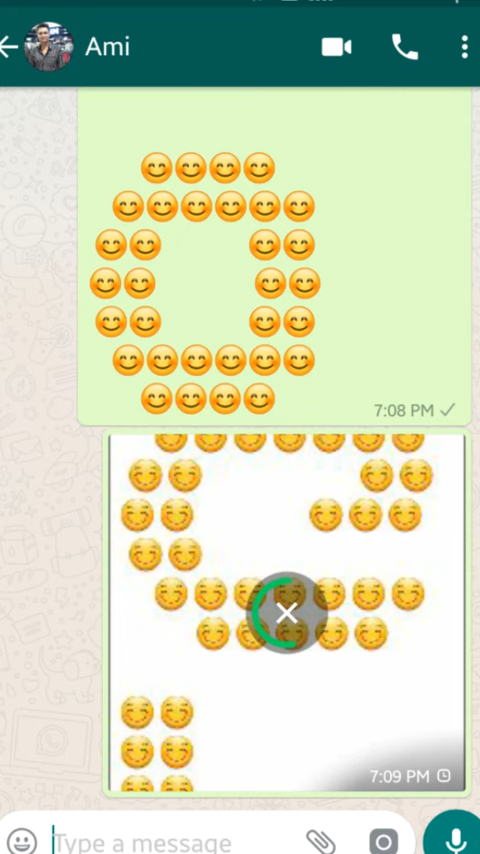 Ami
😊😊😊😊
😊😊😊😊😊😊
😊😊 😊😊
😊😊 😊😊
😊😊 😊😊
😊😊😊😊😊😊
😊😊😊😊
7:08 PM
7:09 PM
Type a message